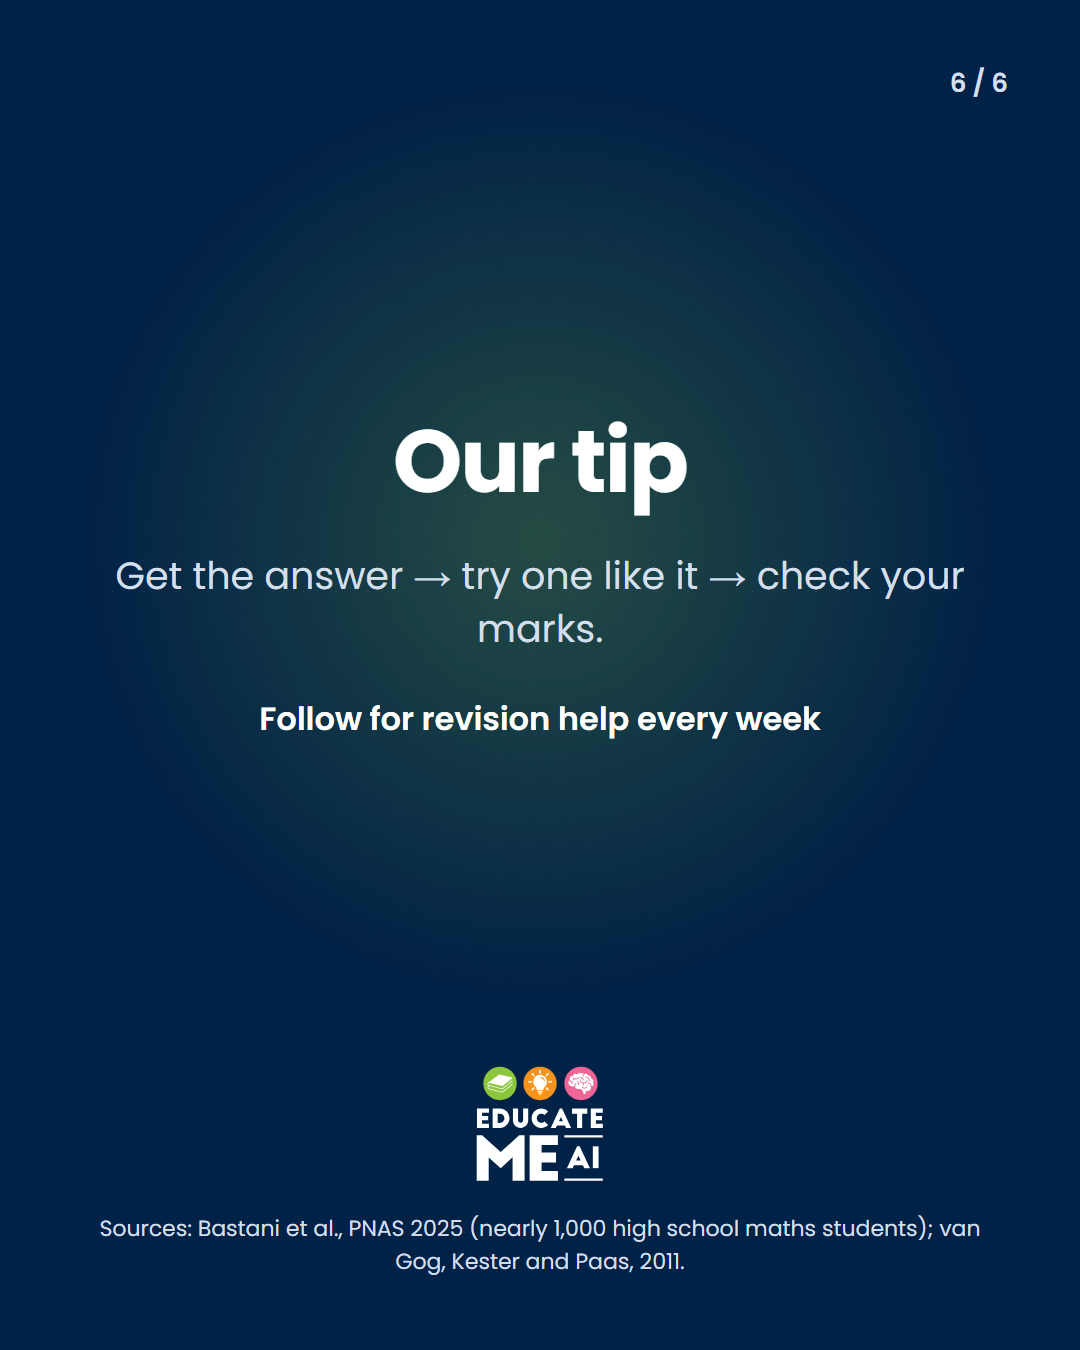 6 / 6
Our tip
Get the answer → try one like it → check your
marks.
Follow for revision help every week
EDUCATE
ME AI
Sources: Bastani et al., PNAS 2025 (nearly 1,000 high school maths students); van
Gog, Kester and Paas, 2011.